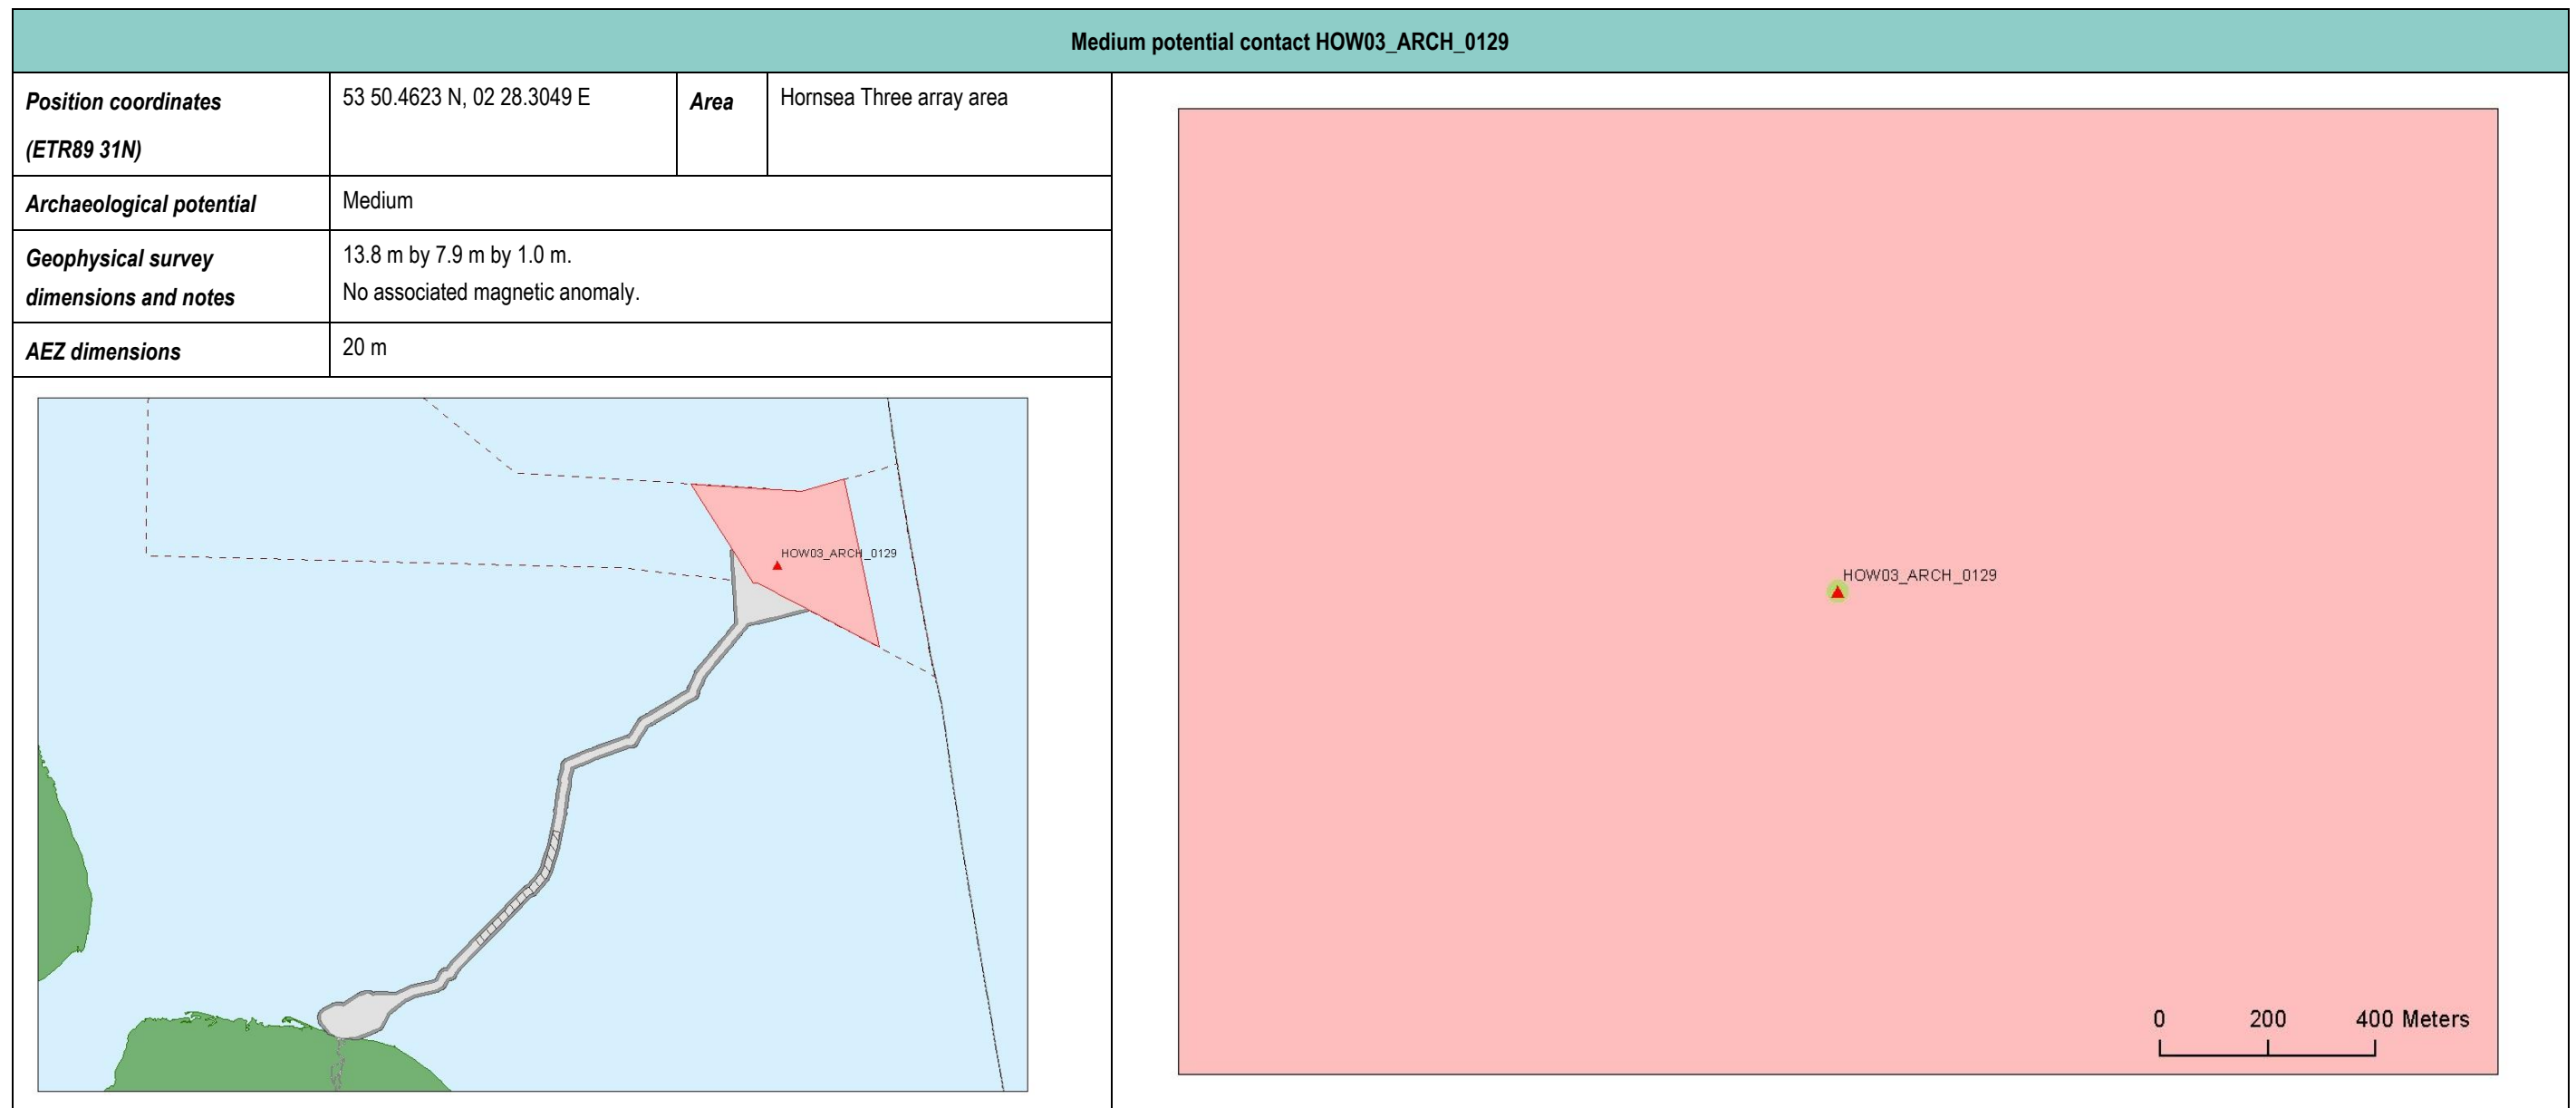 Medium potential contact HOW03_ARCH_0129
Position coordinates
(ETR89 31N)
53 50.4623 N, 02 28.3049 E
Area
Hornsea Three array area
Archaeological potential
Medium
Geophysical survey
dimensions and notes
13.8 m by 7.9 m by 1.0 m.
No associated magnetic anomaly.
AEZ dimensions
20 m
HOW03_ARCH_0129
HOW03_ARCH_0129
0 200 400 Meters